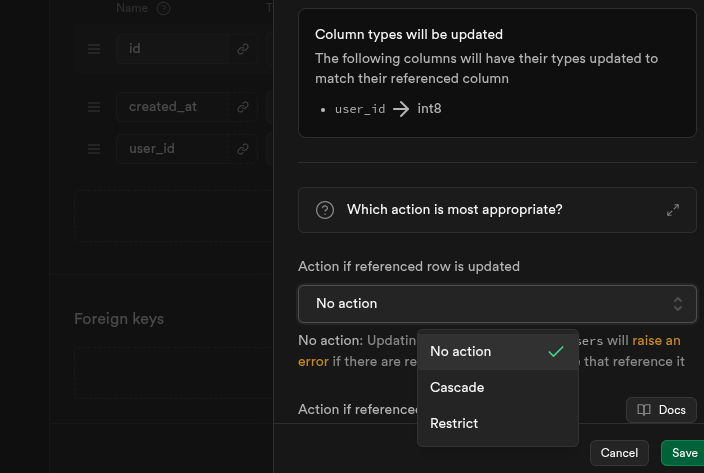 Name
T
id
created_at
user_id
Foreign keys
Column types will be updated
The following columns will have their types updated to
match their referenced column
user_id → int8
Which action is most appropriate?
Action if referenced row is updated
No action
No action: Updatin sers will raise an
error if there are re e that reference it
No action
Cascade
Restrict
Action if reference
Docs
Cancel
Save